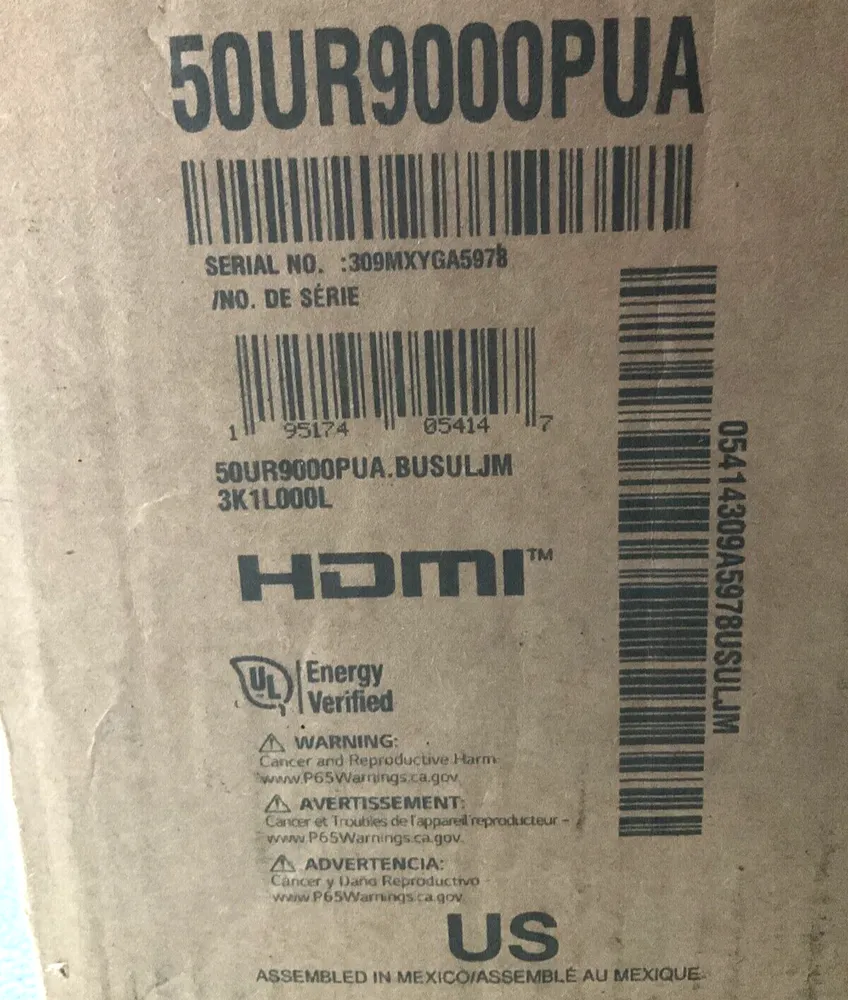 50UR9000PUA
SERIAL NO. :309MXYGA5978
/NO. DE SÉRIE
1 95174 05414 7
50UR9000PUA.BUSULJM
3K1L000L
05414309A5978USULJM
HDMI™
UL Energy
Verified
WARNING:
Cancer and Reproductive Harm
www.P65Warnings.ca.gov
AVERTISSEMENT:
Cancer et Troubles de l'appareil reproducteur –
www.P65Warnings.ca.gov
ADVERTENCIA:
Cáncer y Daño Reproductivo
www.P65Warnings.ca.gov
US
ASSEMBLED IN MEXICO/ASSEMBLÉ AU MEXIQUE